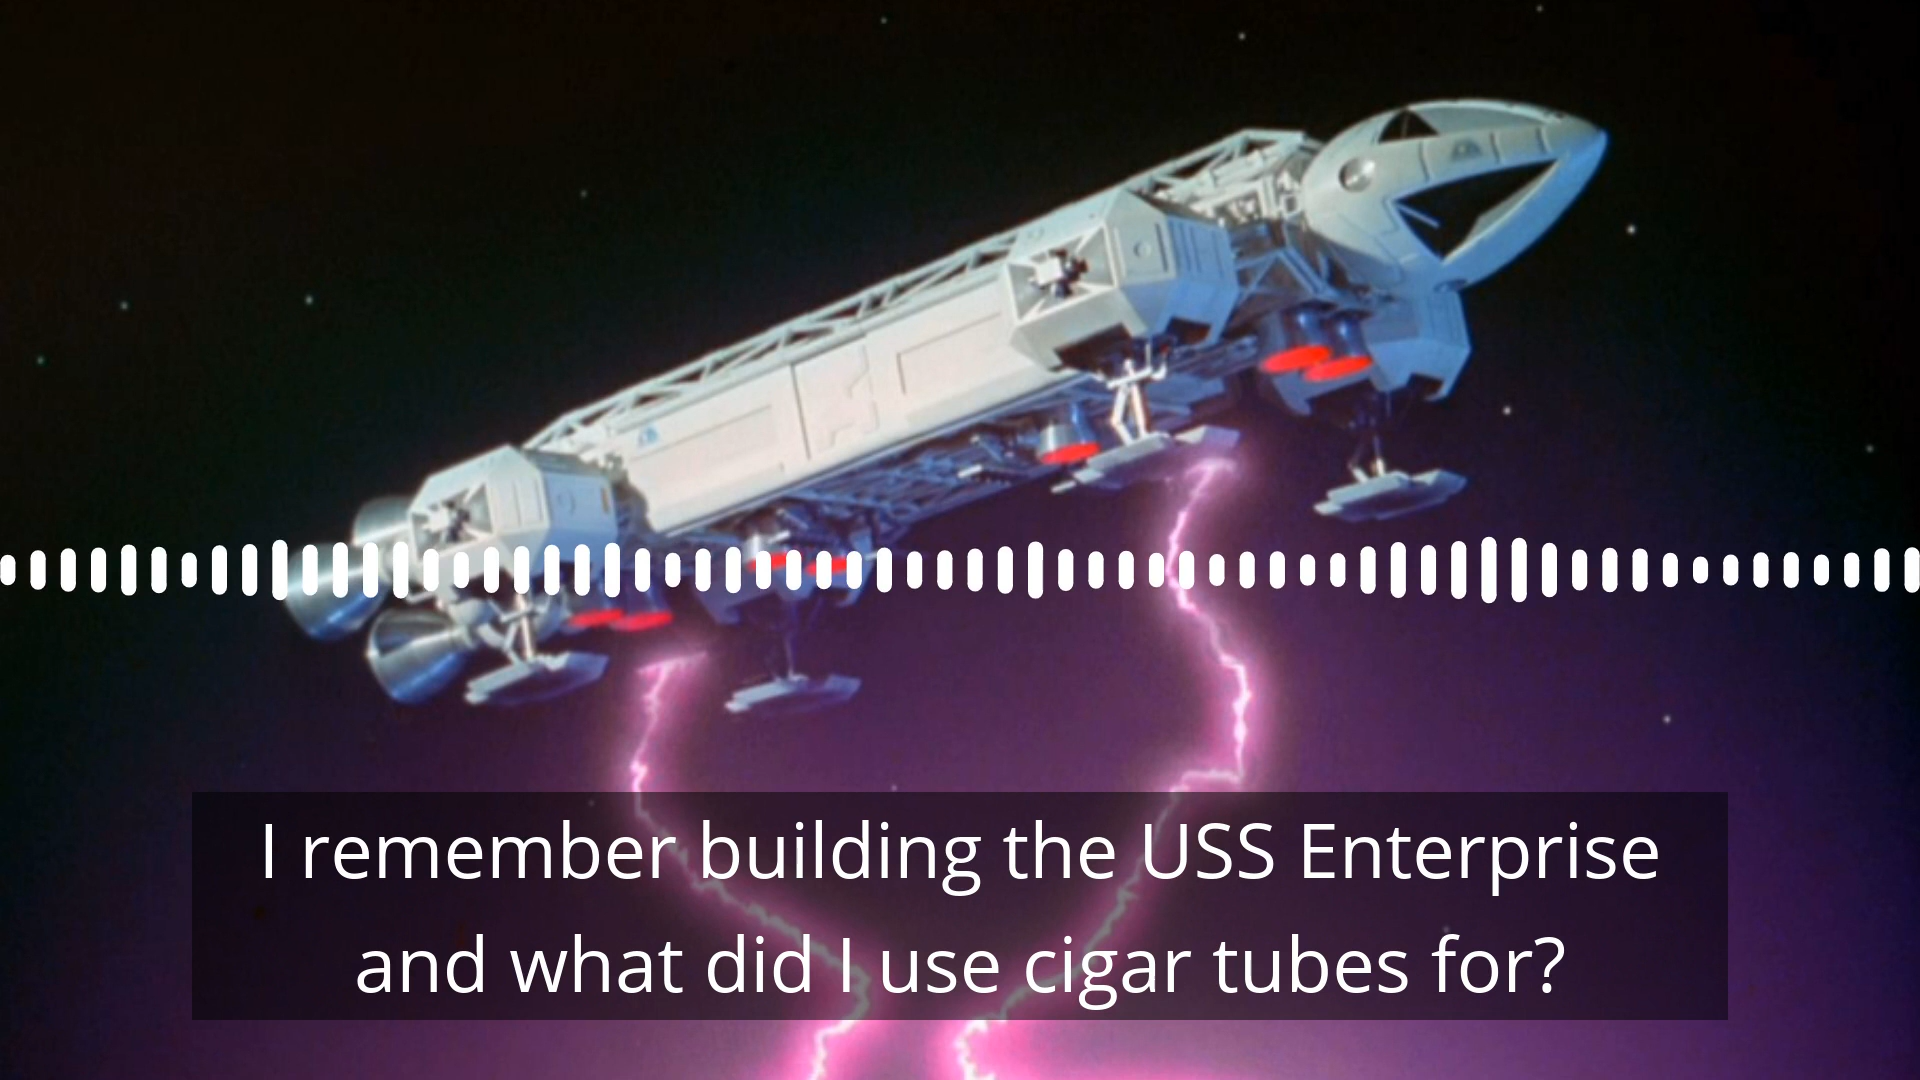 I remember building the USS Enterprise
and what did I use cigar tubes for?